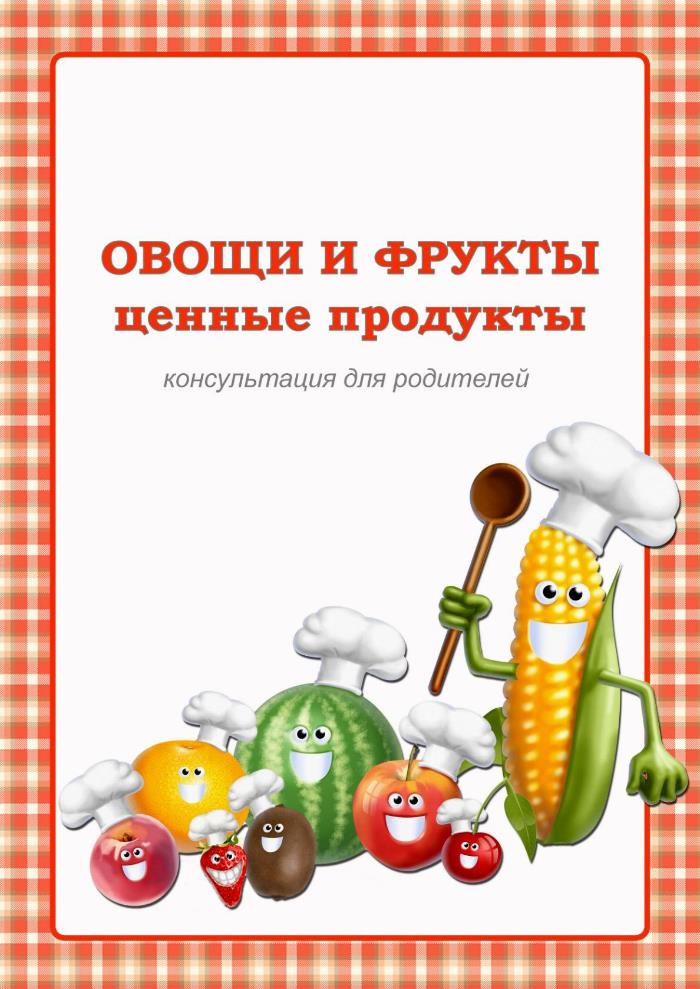 ОВОЩИ И ФРУКТЫ
ценные продукты
консультация для родителей